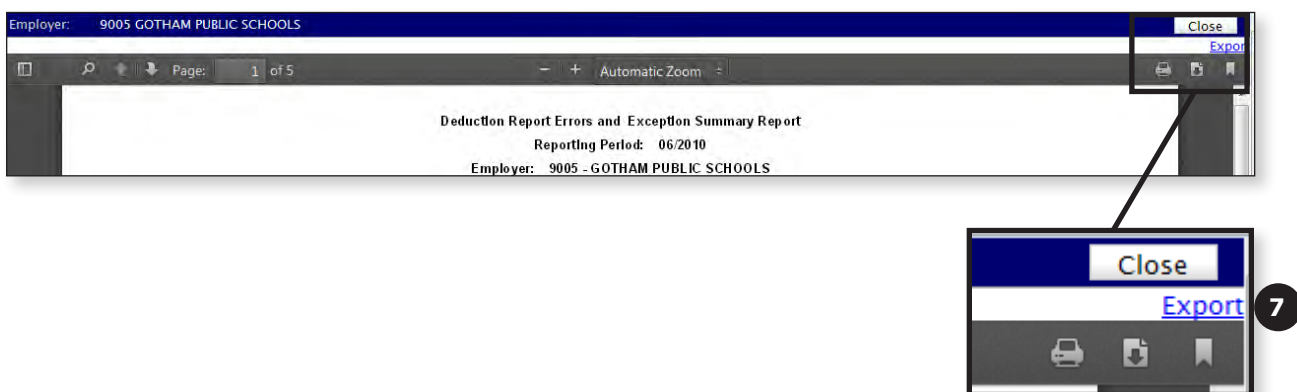 Employer: 9005 GOTHAM PUBLIC SCHOOLS Close
Expor
Page: 1 of 5 − + Automatic Zoom
Deduction Report Errors and Exception Summary Report
Reporting Period: 06/2010
Employer: 9005 - GOTHAM PUBLIC SCHOOLS
Close
Export 7